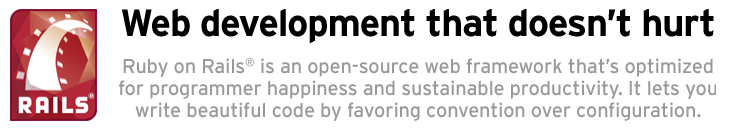 Web development that doesn't hurt
Ruby on Rails® is an open-source web framework that's optimized
for programmer happiness and sustainable productivity. It lets you
write beautiful code by favoring convention over configuration.
RAILS®